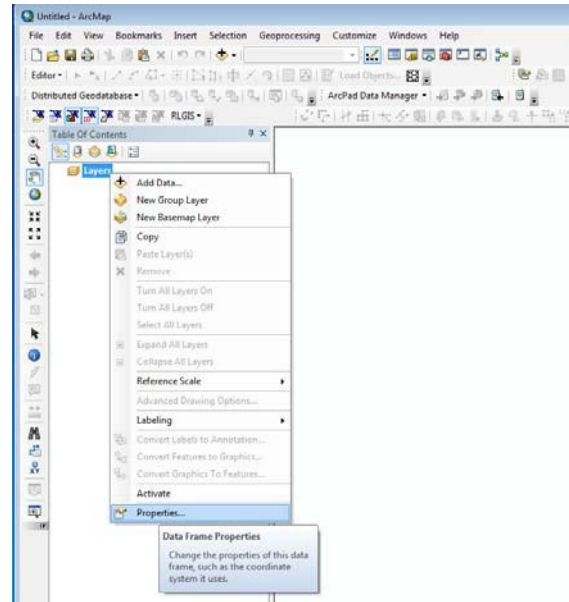 Untitled - ArcMap
File Edit View Bookmarks Insert Selection Geoprocessing Customize Windows Help
Editor Load Objects...
Distributed Geodatabase ArcPad Data Manager
RLGIS
Table Of Contents
Layers
Add Data...
New Group Layer
New Basemap Layer
Copy
Paste Layer(s)
Remove
Turn All Layers On
Turn All Layers Off
Select All Layers
Expand All Layers
Collapse All Layers
Reference Scale
Advanced Drawing Options...
Labeling
Convert Labels to Annotation...
Convert Features to Graphics...
Convert Graphics To Features...
Activate
Properties...
Data Frame Properties
Change the properties of this data
frame, such as the coordinate
system it uses.